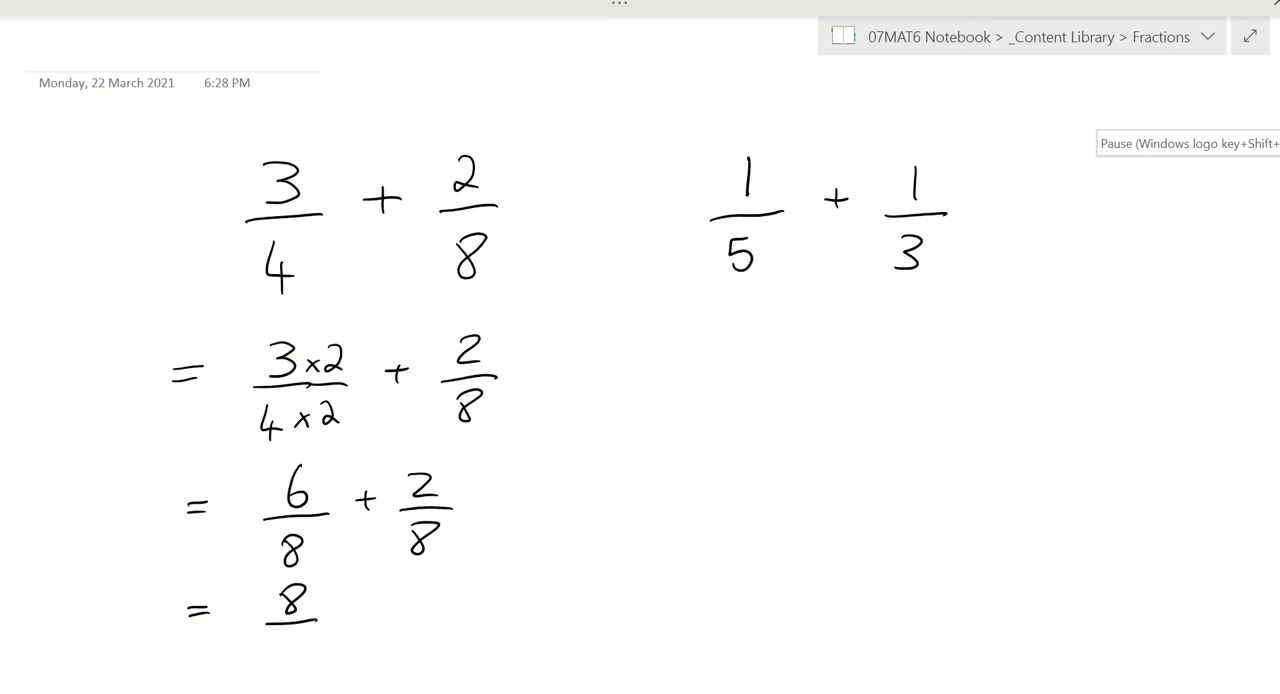 07MAT6 Notebook > _Content Library > Fractions
Monday, 22 March 2021 6:28 PM
Pause (Windows logo key+Shift+
3/4 + 2/8
= 3×2/4×2 + 2/8
= 6/8 + 2/8
= 8/
1/5 + 1/3